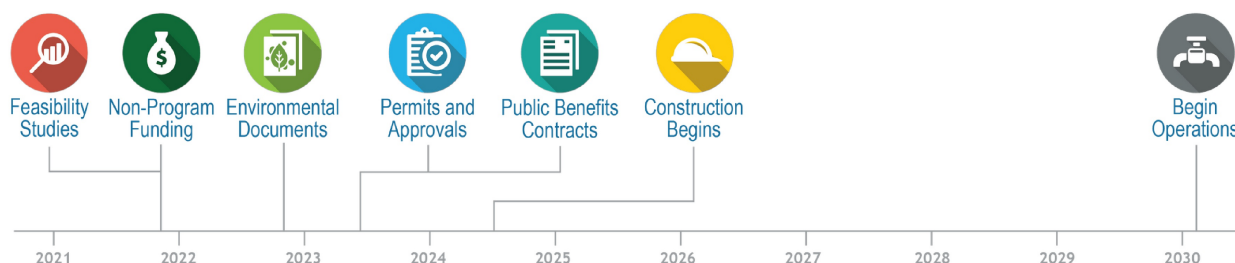 $
Feasibility
Studies
Non-Program
Funding
Environmental
Documents
Permits and
Approvals
Public Benefits
Contracts
Construction
Begins
Begin
Operations
2021 2022 2023 2024 2025 2026 2027 2028 2029 2030